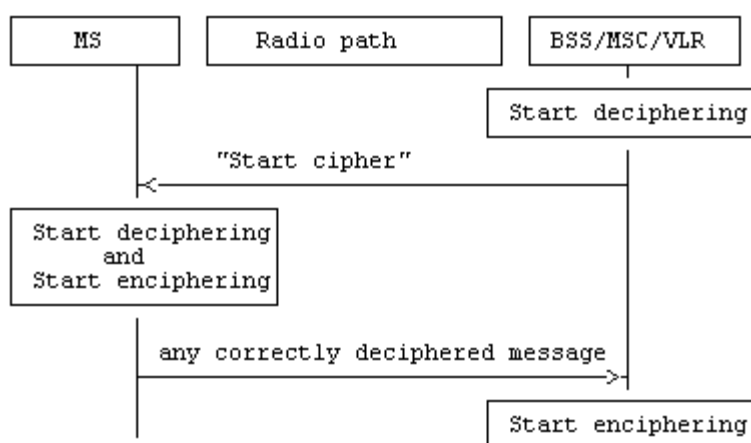 MS
Radio path
BSS/MSC/VLR
Start deciphering
"Start cipher"
Start deciphering
and
Start enciphering
any correctly deciphered message
Start enciphering